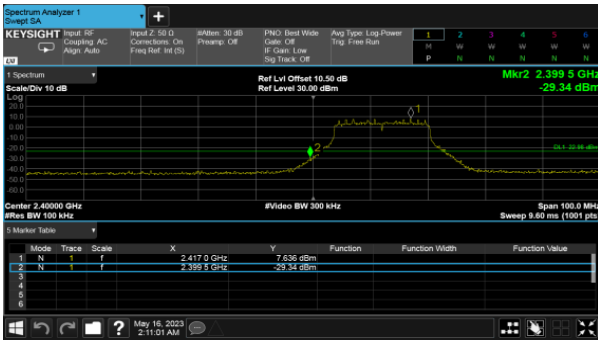 Spectrum Analyzer 1
Swept SA
+
KEYSIGHT Input: RF Input Z: 50 Ω #Atten: 30 dB PNO: Best Wide Avg Type: Log-Power 1 2 3 4 5 6
Coupling: AC Corrections: On Preamp: Off Gate: Off Trig: Free Run M W W W W W
Align: Auto Freq Ref: Int (S) IF Gain: Low P N N N N N
Sig Track: Off
LXI
1 Spectrum Ref Lvl Offset 10.50 dB Mkr2 2.399 5 GHz
Scale/Div 10 dB Ref Level 30.00 dBm -29.34 dBm
Log
20.0
10.0
0.00
-10.0
-20.0
-30.0
-40.0
-50.0
-60.0
1
2
Center 2.40000 GHz #Video BW 300 kHz Span 100.0 MHz
#Res BW 100 kHz Sweep 9.60 ms (1001 pts)
5 Marker Table
Mode Trace Scale X Y Function Function Width Function Value
1 N 1 f 2.417 0 GHz 7.636 dBm
2 N 1 f 2.399 5 GHz -29.34 dBm
3
4
5
6
? May 16, 2023
2:11:01 AM